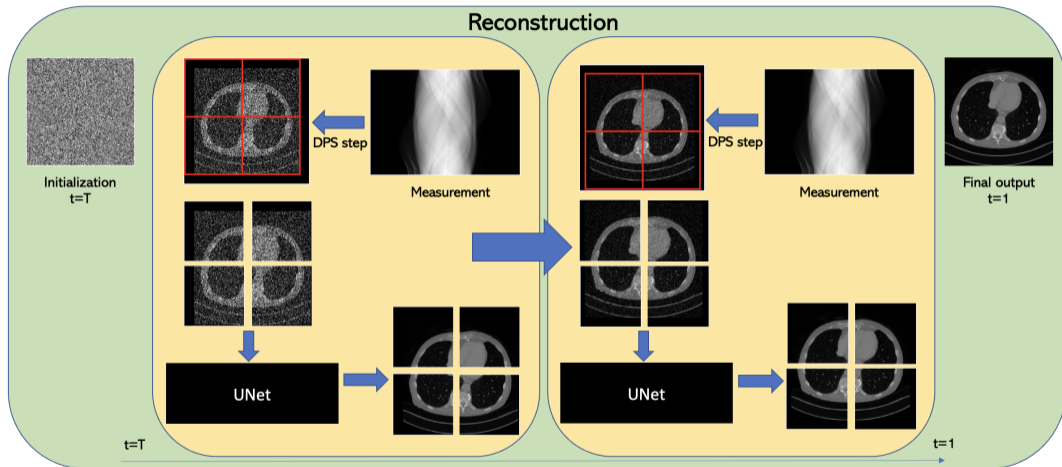 Reconstruction
Initialization
t=T
DPS step
Measurement
UNet
DPS step
Measurement
UNet
Final output
t=1
t=T
t=1